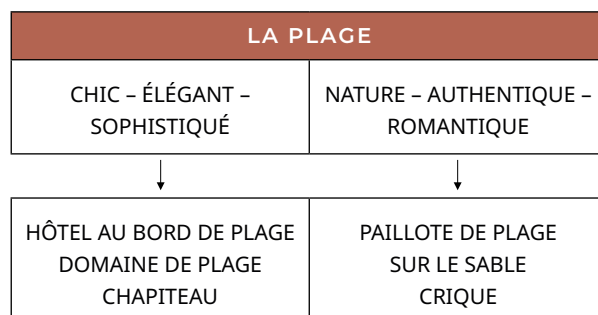 LA PLAGE
CHIC – ÉLÉGANT –
SOPHISTIQUÉ
NATURE – AUTHENTIQUE –
ROMANTIQUE
HÔTEL AU BORD DE PLAGE
DOMAINE DE PLAGE
CHAPITEAU
PAILLOTE DE PLAGE
SUR LE SABLE
CRIQUE